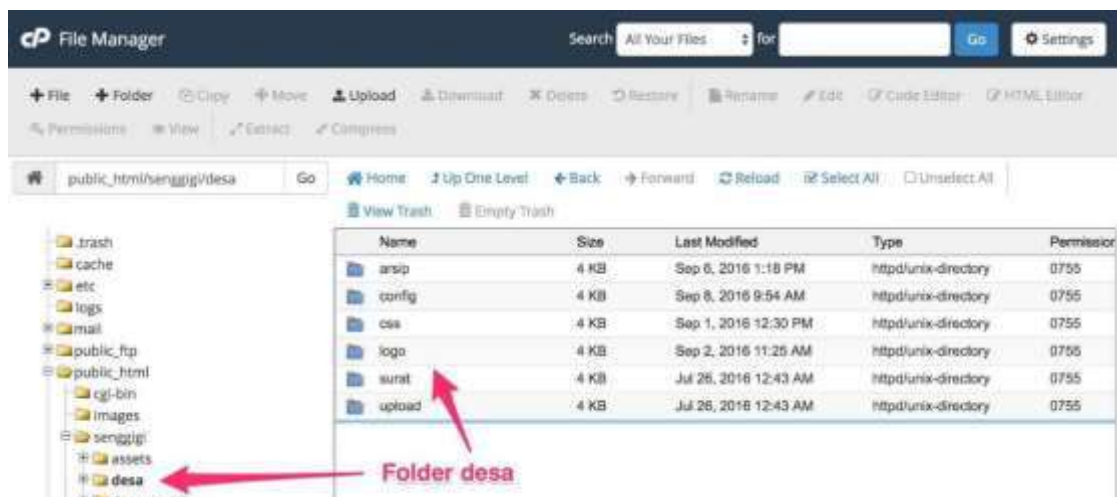 cP File Manager
Search All Your Files for Go Settings
File Folder Copy Move Upload Download Delete Restore Rename Edit Code Editor HTML Editor
Permissions View Extract Compress
public_html/senggigi/desa Go Home Up One Level Back Forward Reload Select All Unselect All
View Trash Empty Trash
.trash
cache
etc
logs
mail
public_ftp
public_html
cgi-bin
images
senggigi
assets
desa
Name Size Last Modified Type Permission
arsip 4 KB Sep 6, 2016 1:18 PM httpd/unix-directory 0755
config 4 KB Sep 8, 2016 9:54 AM httpd/unix-directory 0755
css 4 KB Sep 1, 2016 12:30 PM httpd/unix-directory 0755
logo 4 KB Sep 2, 2016 11:25 AM httpd/unix-directory 0755
surat 4 KB Jul 26, 2016 12:43 AM httpd/unix-directory 0755
upload 4 KB Jul 26, 2016 12:43 AM httpd/unix-directory 0755
Folder desa